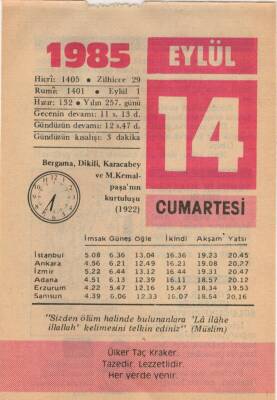 1985
EYLÜL
14
CUMARTESİ
Hicrî: 1405 • Zilhicce 29
Rumî: 1401 • Eylül 1
Hızır: 132 • Yılın 257. günü
Gecenin devamı: 11 s, 13 d.
Gündüzün devamı: 12 s,47 d.
Gündüzün kısalışı: 3 dakika
Bergama, Dikili, Karacabey
ve M.Kemal-
paşa'nın
kurtuluşu
(1922)
İmsak Güneş Öğle İkindi Akşam Yatsı
İstanbul 5.08 6.36 13.04 16.36 19.23 20.45
Ankara 4.56 6.21 12.49 16.21 19.08 20.27
İzmir 5.22 6.44 13.12 16.44 19.31 20.47
Adana 4.51 6.13 12.39 16.11 18.57 20.12
Erzurum 4.22 5.47 12.16 15.47 18.34 19.53
Samsun 4.39 6.06 12.33 16.07 18.54 20.16
"Sizden ölüm halinde bulunanlara 'Lâ ilâhe
illallah' kelimesini telkin ediniz". (Müslim)
Ülker Taç Kraker.
Tazedir. Lezzetlidir.
Her yerde yenir.